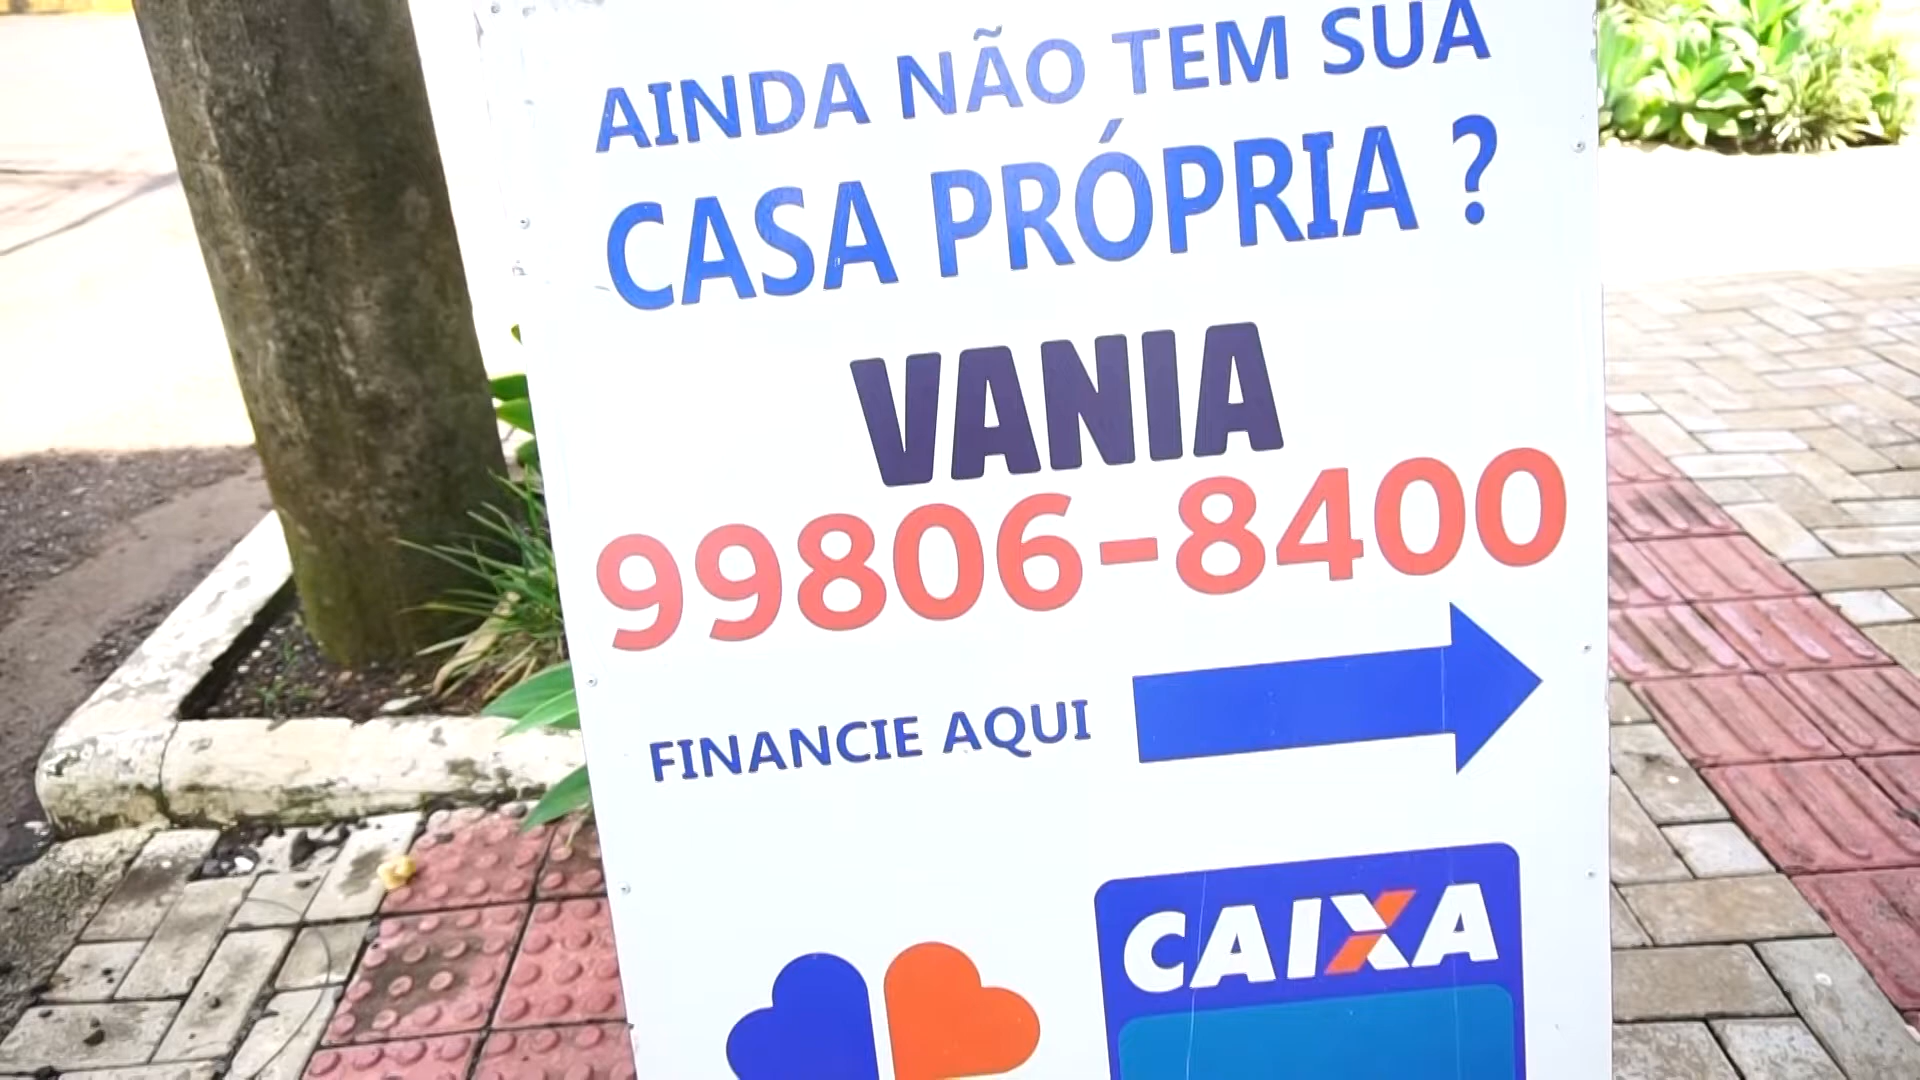 AINDA NÃO TEM SUA
CASA PRÓPRIA ?
VANIA
99806-8400
FINANCIE AQUI
CAIXA